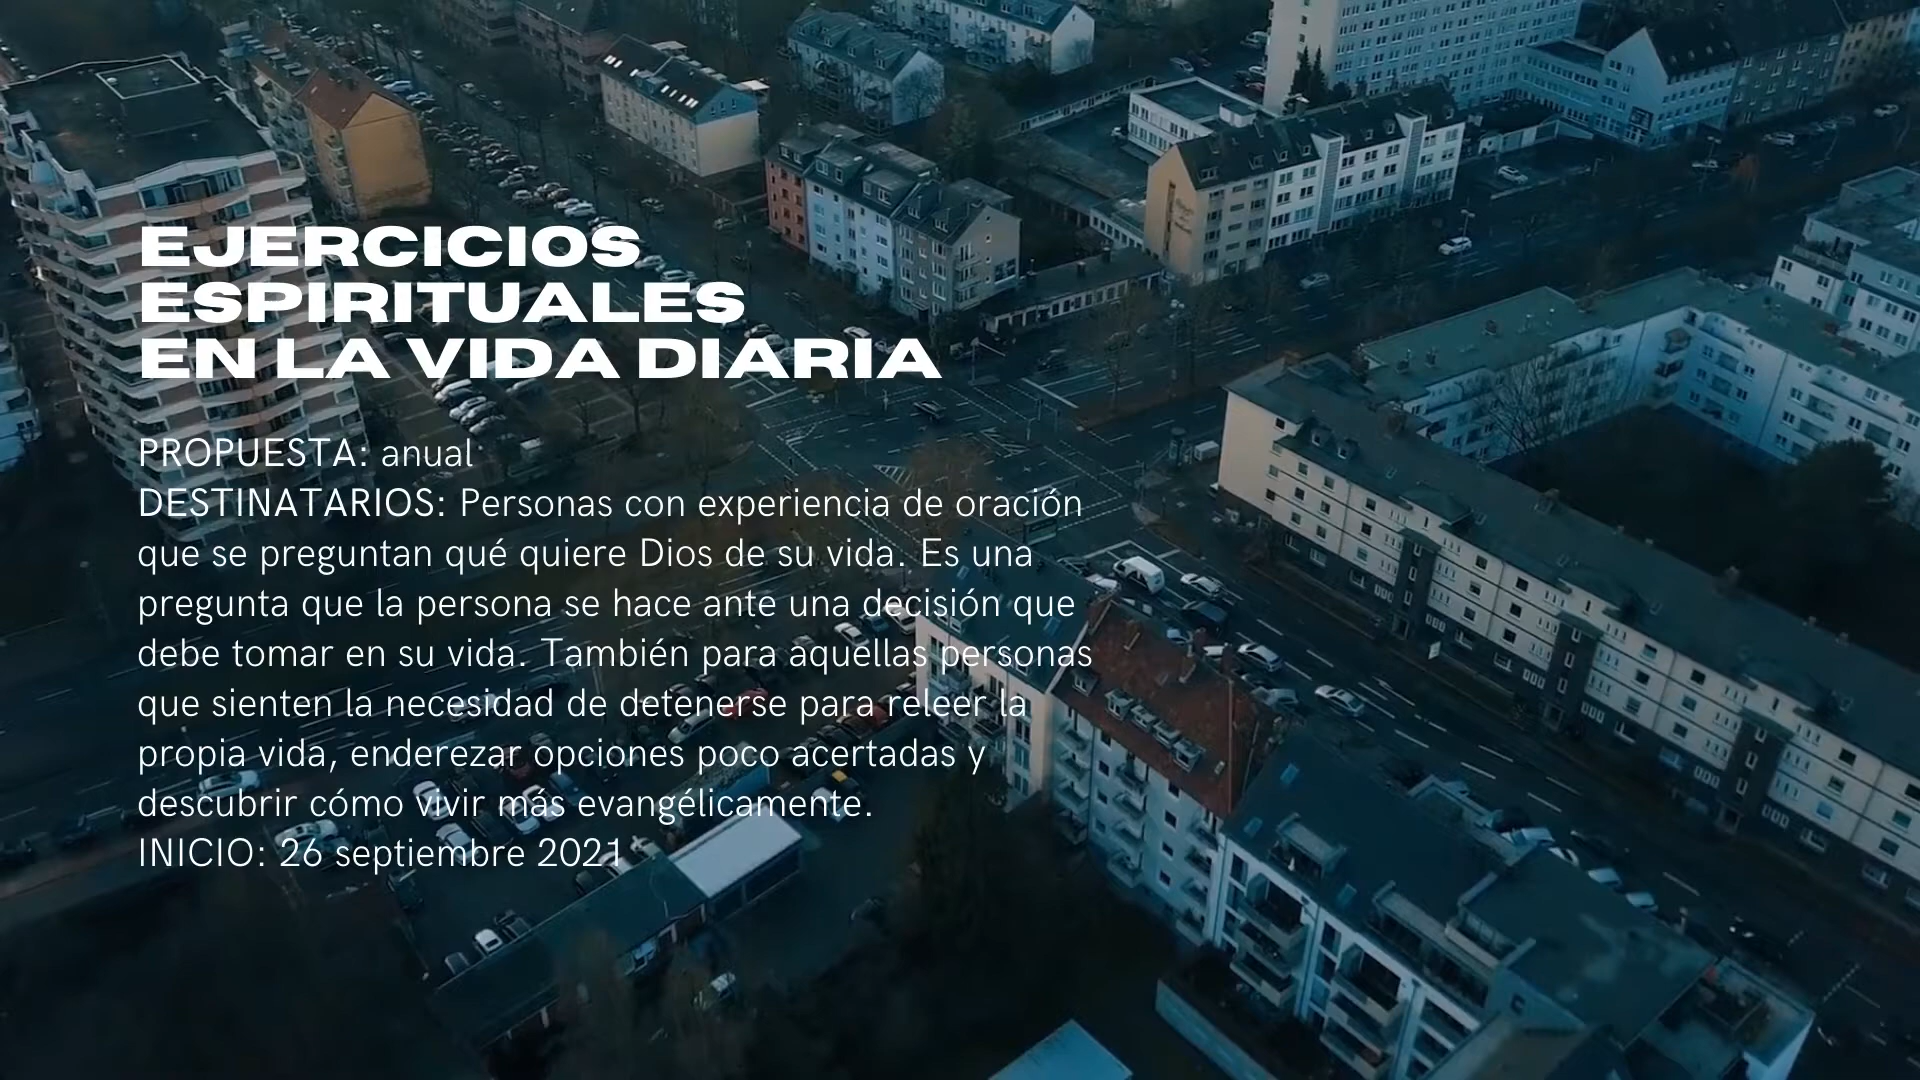 EJERCICIOS
ESPIRITUALES
EN LA VIDA DIARIA
PROPUESTA: anual
DESTINATARIOS: Personas con experiencia de oración
que se preguntan qué quiere Dios de su vida. Es una
pregunta que la persona se hace ante una decisión que
debe tomar en su vida. También para aquellas personas
que sienten la necesidad de detenerse para releer la
propia vida, enderezar opciones poco acertadas y
descubrir cómo vivir más evangélicamente.
INICIO: 26 septiembre 2021